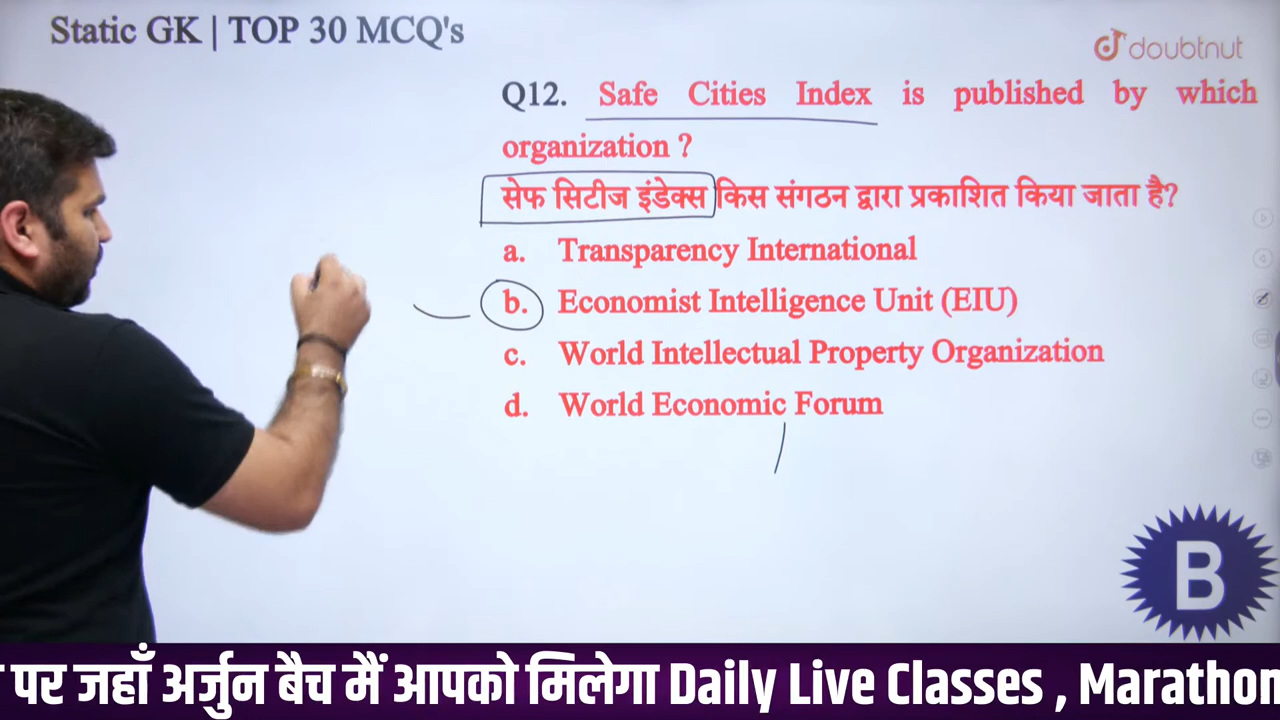 Static GK | TOP 30 MCQ's
doubtnut
Q12. Safe Cities Index is published by which
organization ?
सेफ सिटीज इंडेक्स किस संगठन द्वारा प्रकाशित किया जाता है?
a. Transparency International
b. Economist Intelligence Unit (EIU)
c. World Intellectual Property Organization
d. World Economic Forum
B
पर जहाँ अर्जुन बैच मैं आपको मिलेगा Daily Live Classes , Marathon